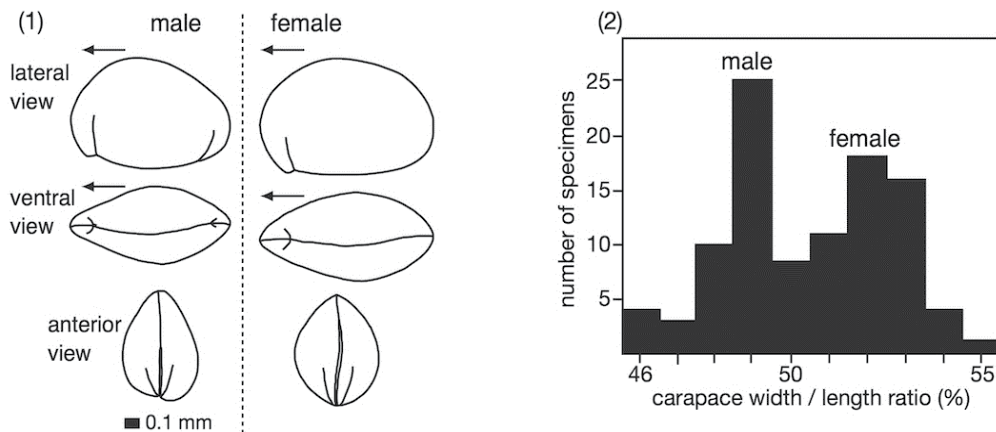 (1)
male
female
lateral
view
ventral
view
anterior
view
0.1 mm
(2)
number of specimens
25
20
15
10
5
male
female
46 50 55
carapace width / length ratio (%)